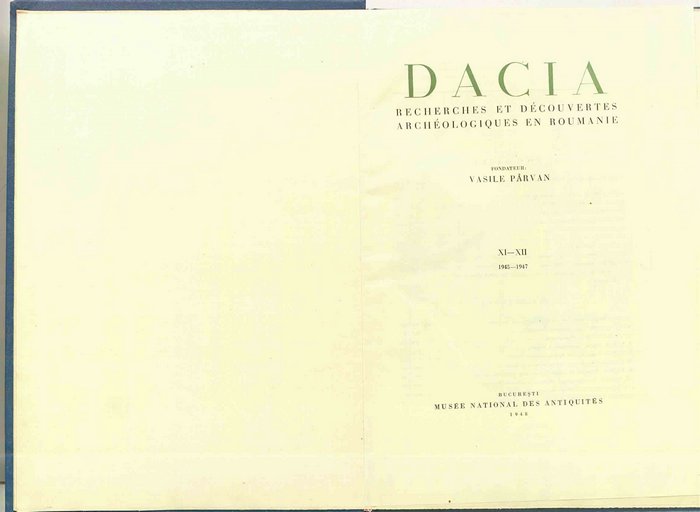 DACIA
RECHERCHES ET DÉCOUVERTES
ARCHÉOLOGIQUES EN ROUMANIE
FONDATEUR:
VASILE PÂRVAN
XI—XII
1945—1947
BUCUREȘTI
MUSÉE NATIONAL DES ANTIQUITÉS
1948